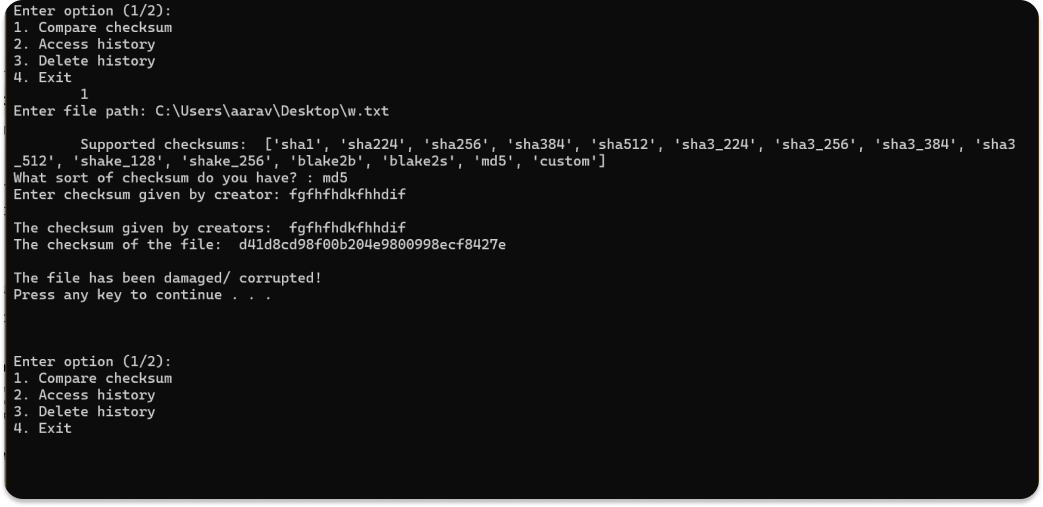 Enter option (1/2):
1. Compare checksum
2. Access history
3. Delete history
4. Exit
1
Enter file path: C:\Users\aarav\Desktop\w.txt
Supported checksums:  ['sha1', 'sha224', 'sha256', 'sha384', 'sha512', 'sha3_224', 'sha3_256', 'sha3_384', 'sha3
_512', 'shake_128', 'shake_256', 'blake2b', 'blake2s', 'md5', 'custom']
What sort of checksum do you have? : md5
Enter checksum given by creator: fgfhfhdkfhhdif
The checksum given by creators:  fgfhfhdkfhhdif
The checksum of the file:  d41d8cd98f00b204e9800998ecf8427e
The file has been damaged/ corrupted!
Press any key to continue . . .
Enter option (1/2):
1. Compare checksum
2. Access history
3. Delete history
4. Exit